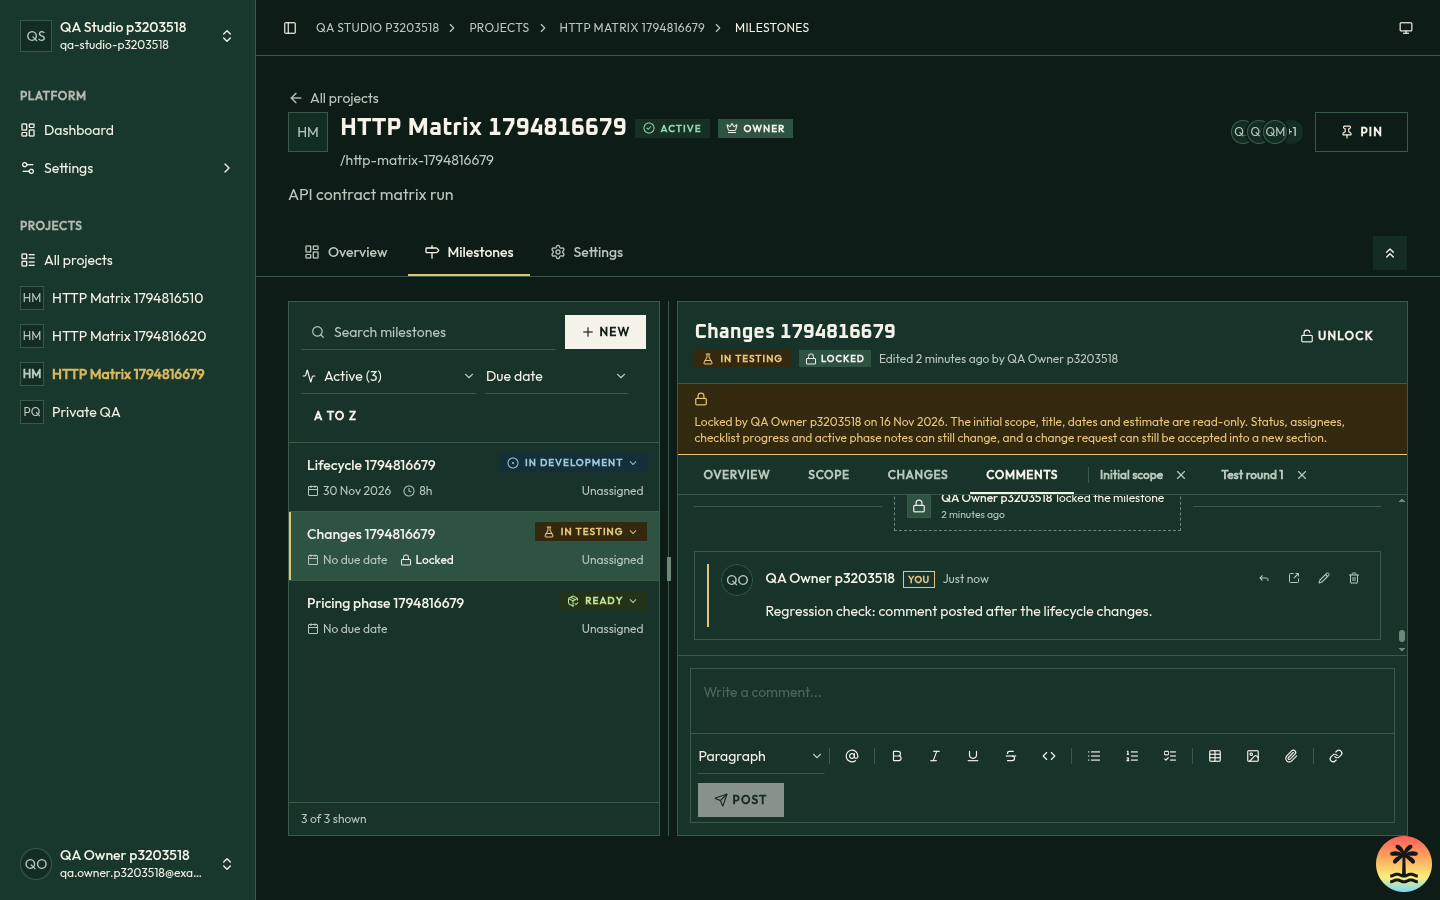 QS
QA Studio p3203518
qa-studio-p3203518
PLATFORM
Dashboard
Settings
PROJECTS
All projects
HM HTTP Matrix 1794816510
HM HTTP Matrix 1794816620
HM HTTP Matrix 1794816679
PQ Private QA
QO
QA Owner p3203518
qa.owner.p3203518@exa...
QA STUDIO P3203518 > PROJECTS > HTTP MATRIX 1794816679 > MILESTONES
All projects
HM
HTTP Matrix 1794816679 ACTIVE OWNER
/http-matrix-1794816679
Q Q QM +1
PIN
API contract matrix run
Overview Milestones Settings
Search milestones
NEW
Active (3) Due date
A TO Z
Lifecycle 1794816679 IN DEVELOPMENT
30 Nov 2026 8h Unassigned
Changes 1794816679 IN TESTING
No due date Locked Unassigned
Pricing phase 1794816679 READY
No due date Unassigned
3 of 3 shown
Changes 1794816679
IN TESTING LOCKED Edited 2 minutes ago by QA Owner p3203518
UNLOCK
Locked by QA Owner p3203518 on 16 Nov 2026. The initial scope, title, dates and estimate are read-only. Status, assignees,
checklist progress and active phase notes can still change, and a change request can still be accepted into a new section.
OVERVIEW SCOPE CHANGES COMMENTS Initial scope Test round 1
QA Owner p3203518 locked the milestone
2 minutes ago
QO
QA Owner p3203518 YOU Just now
Regression check: comment posted after the lifecycle changes.
Write a comment...
Paragraph
POST